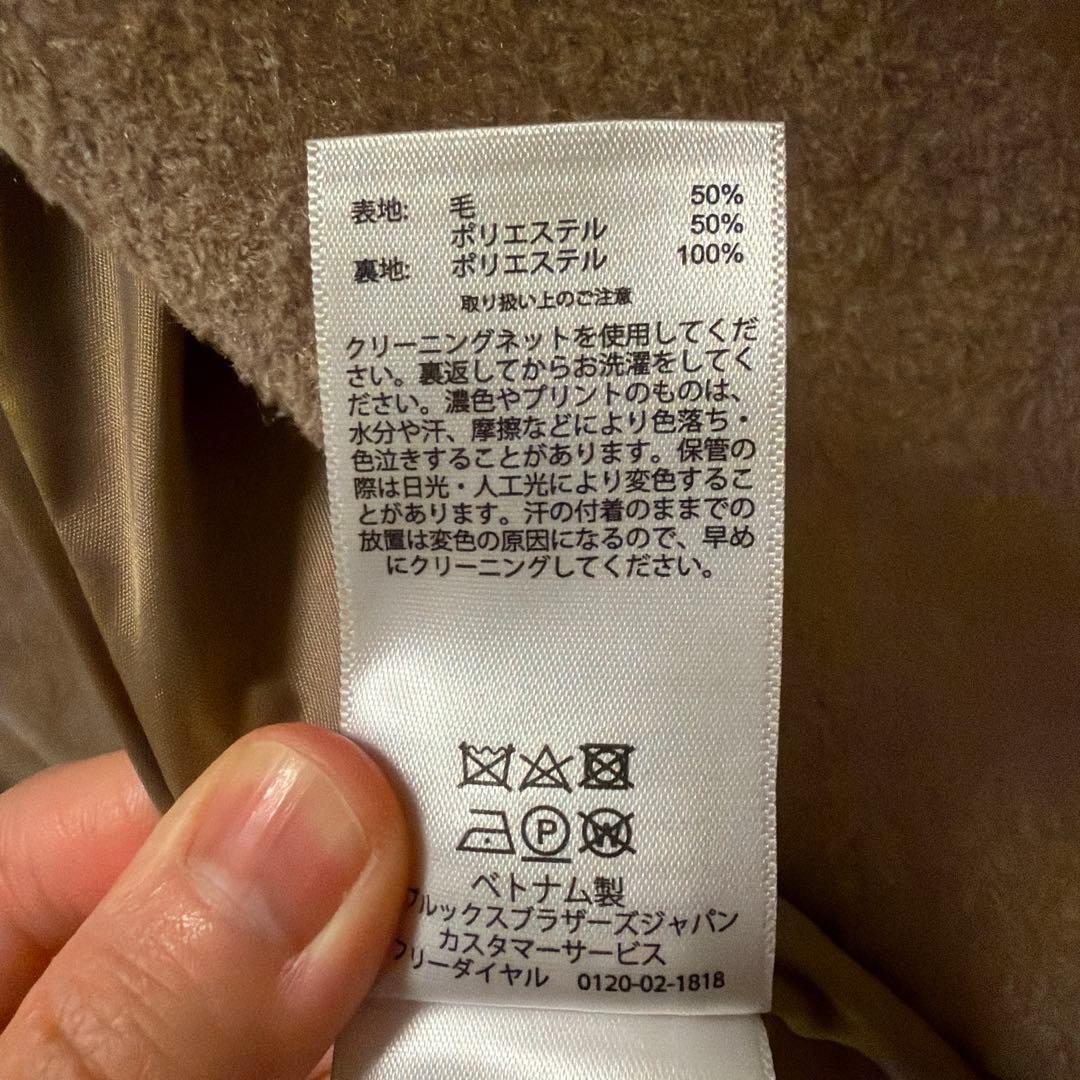 表地: 毛 50%
ポリエステル 50%
裏地: ポリエステル 100%
取り扱い上のご注意
クリーニングネットを使用してくだ
さい。裏返してからお洗濯をしてく
ださい。濃色やプリントのものは、
水分や汗、摩擦などにより色落ち・
色泣きすることがあります。保管の
際は日光・人工光により変色するこ
とがあります。汗の付着のままでの
放置は変色の原因になるので、早め
にクリーニングしてください。
P W
ベトナム製
ブルックスブラザーズジャパン
カスタマーサービス
フリーダイヤル 0120-02-1818